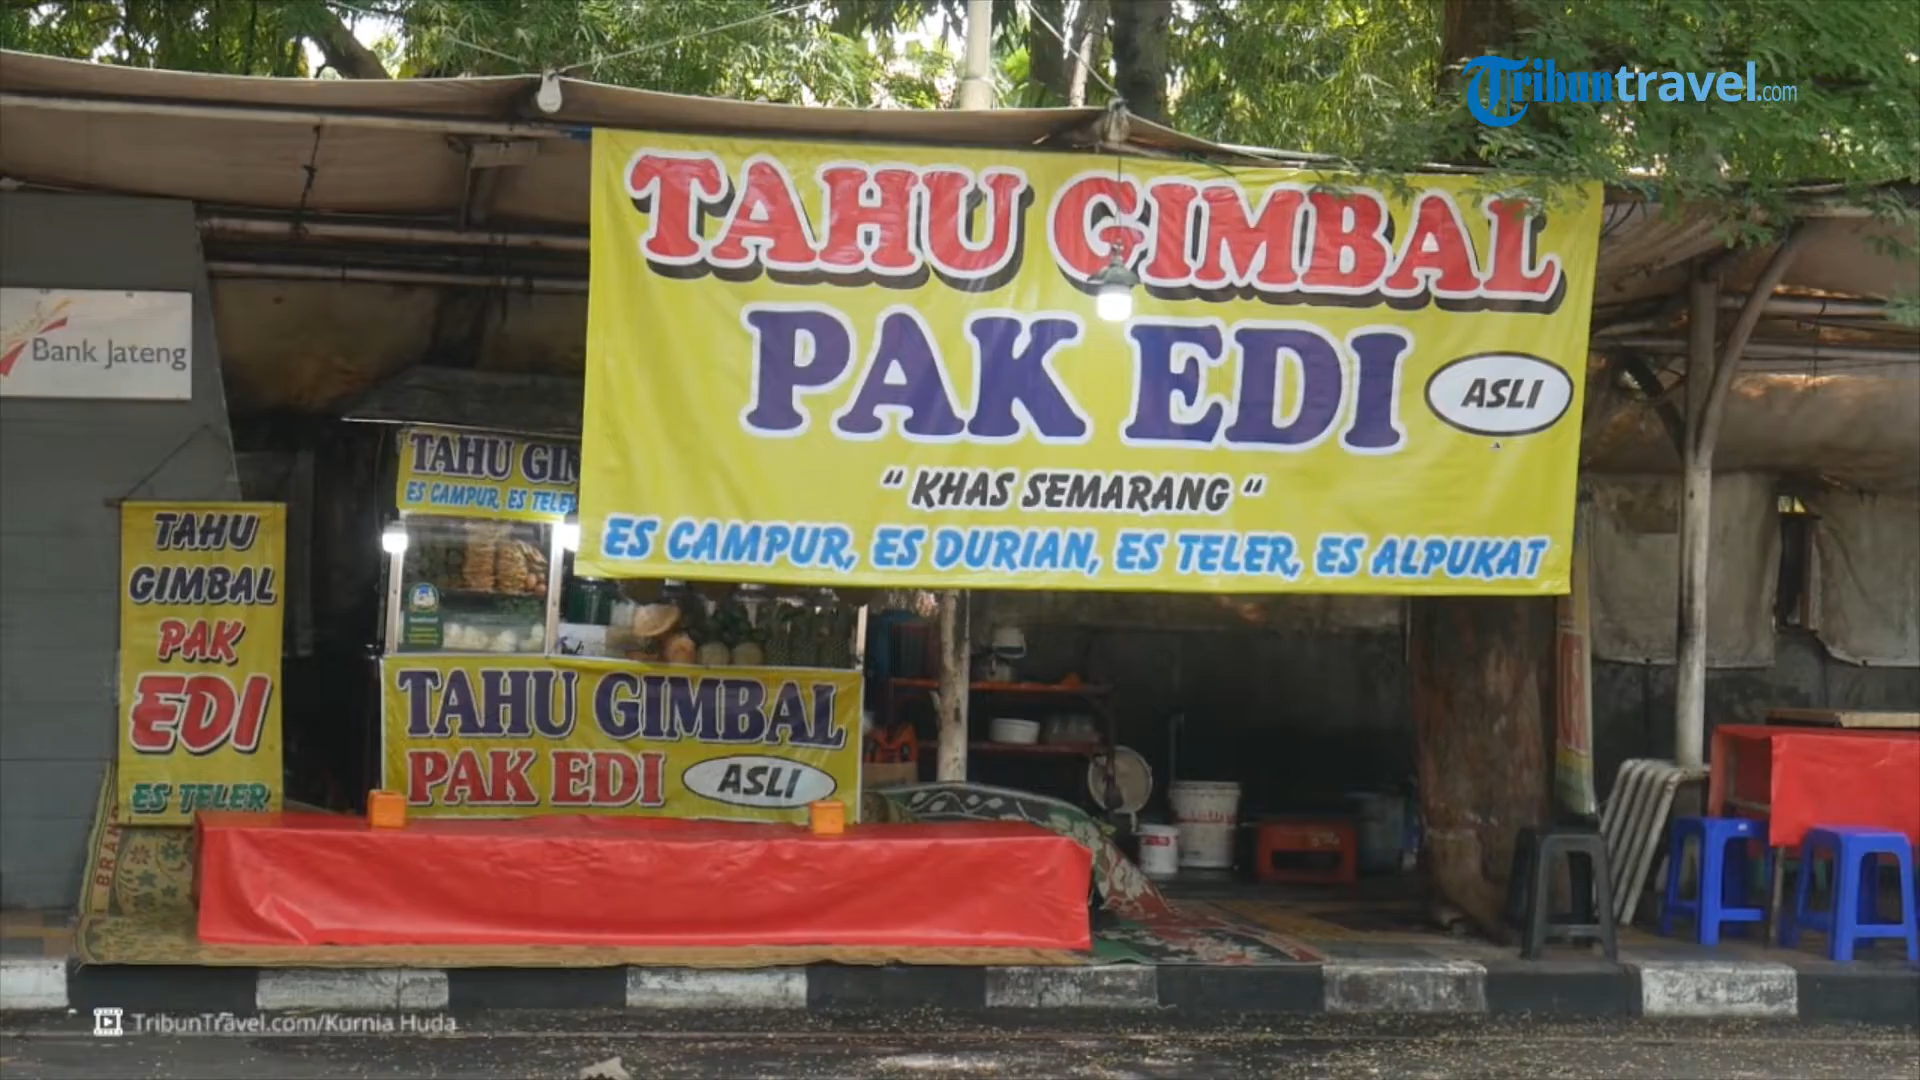 Tribuntravel.com
TAHU GIMBAL
PAK EDI
ASLI
" KHAS SEMARANG "
ES CAMPUR, ES DURIAN, ES TELER, ES ALPUKAT
Bank Jateng
TAHU
ES CAMPUR, ES TELER
TAHU
GIMBAL
PAK
EDI
ES TELER
TAHU GIMBAL
PAK EDI
ASLI
TribunTravel.com/Kurnia Huda